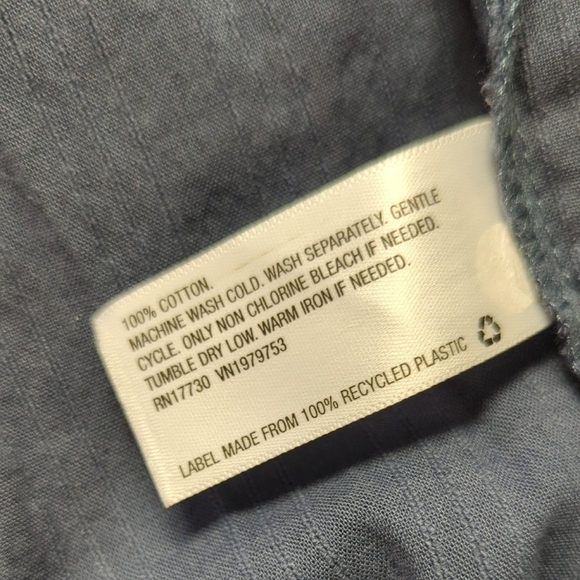 100% COTTON.
MACHINE WASH COLD. WASH SEPARATELY. GENTLE
CYCLE. ONLY NON CHLORINE BLEACH IF NEEDED.
TUMBLE DRY LOW. WARM IRON IF NEEDED.
RN17730 VN1979753
LABEL MADE FROM 100% RECYCLED PLASTIC